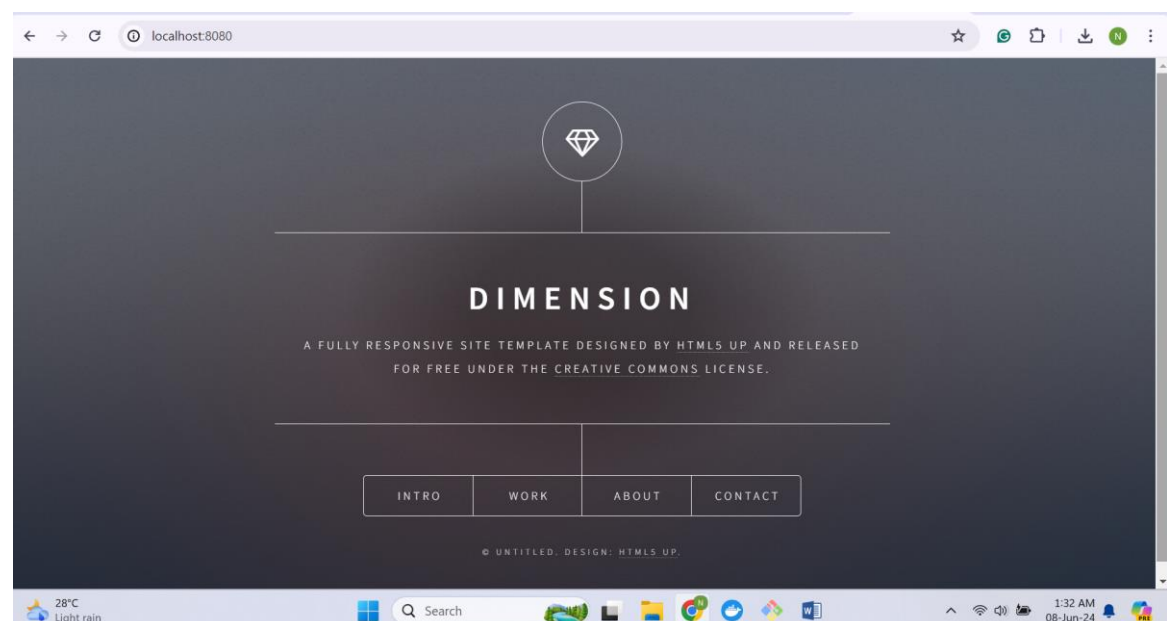 localhost:8080
N
DIMENSION
A FULLY RESPONSIVE SITE TEMPLATE DESIGNED BY HTML5 UP AND RELEASED
FOR FREE UNDER THE CREATIVE COMMONS LICENSE.
INTRO WORK ABOUT CONTACT
© UNTITLED. DESIGN: HTML5 UP.
28°C
Light rain
Search
1:32 AM
08-Jun-24